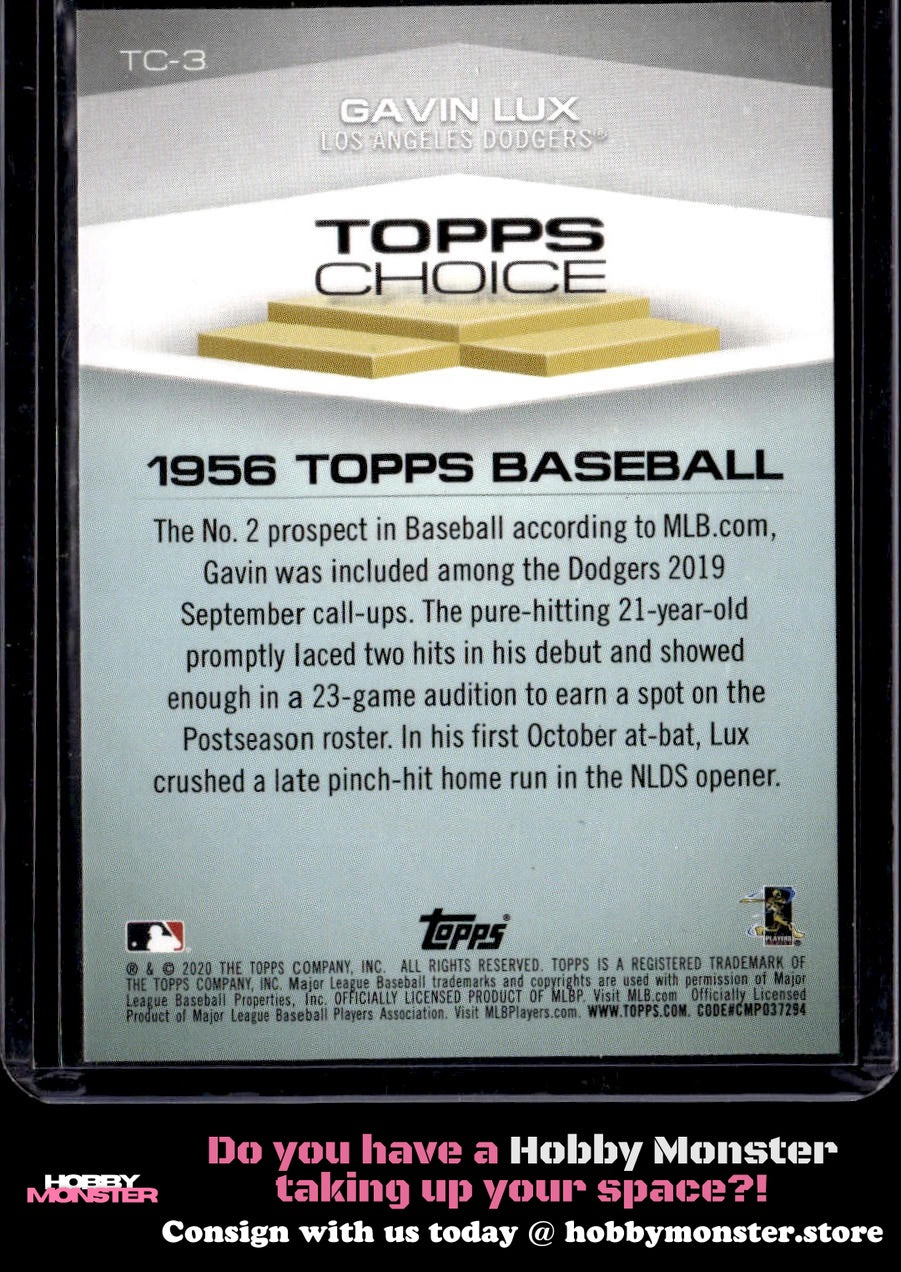 TC-3
GAVIN LUX
LOS ANGELES DODGERS®
TOPPS
CHOICE
1956 TOPPS BASEBALL
The No. 2 prospect in Baseball according to MLB.com,
Gavin was included among the Dodgers 2019
September call-ups. The pure-hitting 21-year-old
promptly laced two hits in his debut and showed
enough in a 23-game audition to earn a spot on the
Postseason roster. In his first October at-bat, Lux
crushed a late pinch-hit home run in the NLDS opener.
Topps®
PLAYERS
® & © 2020 THE TOPPS COMPANY, INC. ALL RIGHTS RESERVED. TOPPS IS A REGISTERED TRADEMARK OF
THE TOPPS COMPANY, INC. Major League Baseball trademarks and copyrights are used with permission of Major
League Baseball Properties, Inc. OFFICIALLY LICENSED PRODUCT OF MLBP. Visit MLB.com Officially Licensed
Product of Major League Baseball Players Association. Visit MLBPlayers.com. WWW.TOPPS.COM. CODE#CMP037294
Do you have a Hobby Monster
taking up your space?!
HOBBY
MONSTER
Consign with us today @ hobbymonster.store